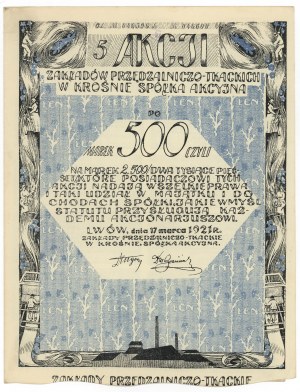 5 AKCJI
ZAKŁADÓW PRZĘDZALNICZO-TKACKICH
W KROŚNIE SPÓŁKA AKCYJNA
PO
MAREK 500 CZYLI
NA MAREK 2.500/DWA TYSIĄCE PIĘĆ
SET/KTÓRE POSIADACZOWI TYCH
AKCJI NADAJĄ WSZELKIE PRAWA
I TAKI UDZIAŁ W MAJĄTKU I DO
CHODACH SPÓŁKI, JAKIE W MYŚL
STATUTU PRZYSŁUGUJĄ KAŻ
DEMU AKCJONARJUSZOWI.
LWÓW, dnia 17 marca 1921 r.
ZAKŁADY PRZĘDZALNICZO-TKACKIE
W KROŚNIE, SPÓŁKA AKCYJNA.
ZAKŁADY PRZĘDZALNICZO-TKACKIE